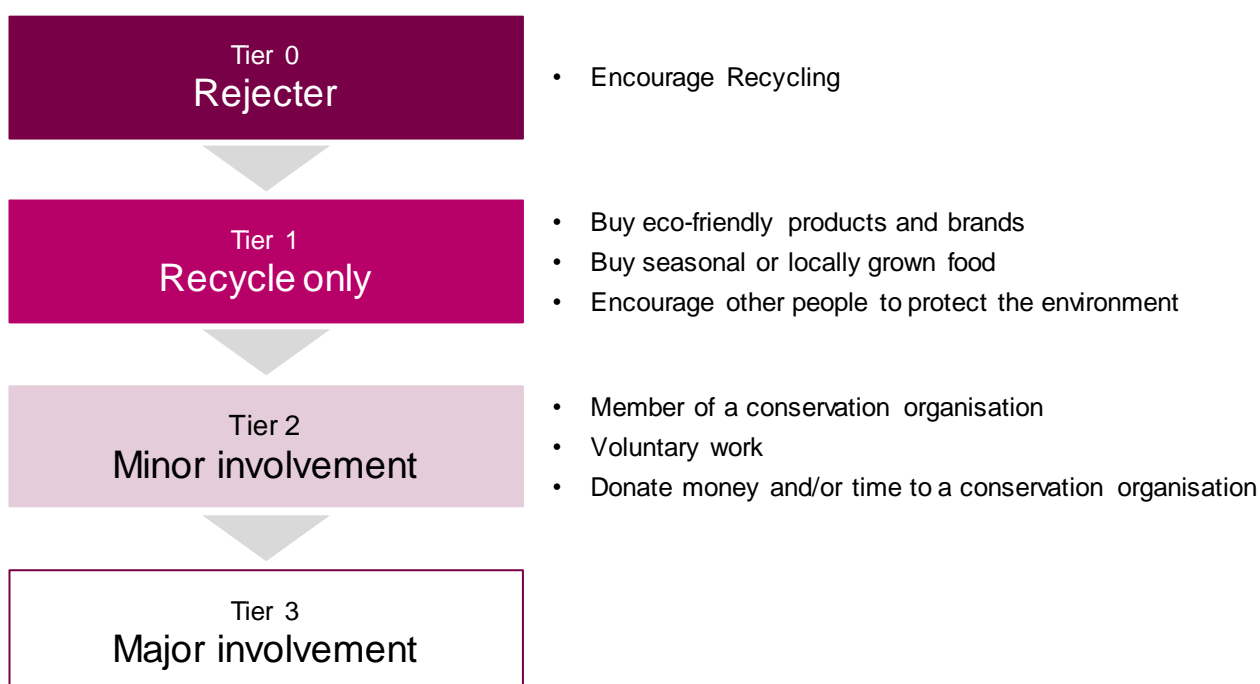 Tier 0
Rejecter
• Encourage Recycling
Tier 1
Recycle only
• Buy eco-friendly products and brands
• Buy seasonal or locally grown food
• Encourage other people to protect the environment
Tier 2
Minor involvement
• Member of a conservation organisation
• Voluntary work
• Donate money and/or time to a conservation organisation
Tier 3
Major involvement